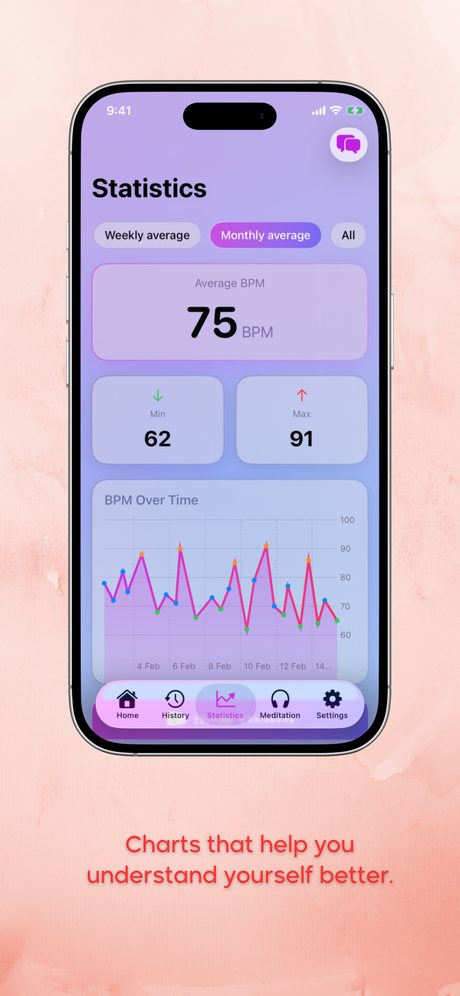 9:41
Statistics
Weekly average
Monthly average
All
Average BPM
75 BPM
Min
62
Max
91
BPM Over Time
100
90
80
70
60
4 Feb
6 Feb
8 Feb
10 Feb
12 Feb
14...
Home
History
Statistics
Meditation
Settings
Charts that help you
understand yourself better.